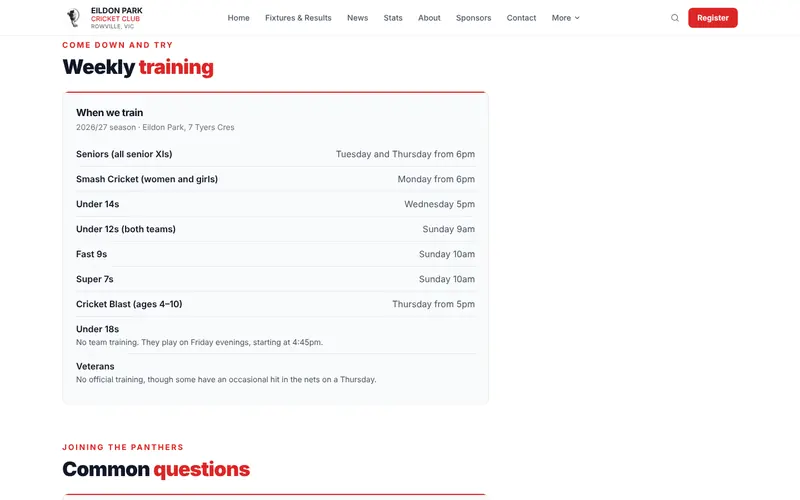 EILDON PARK
CRICKET CLUB
ROWVILLE, VIC
Home
Fixtures & Results
News
Stats
About
Sponsors
Contact
More
Register
COME DOWN AND TRY
Weekly training
When we train
2026/27 season · Eildon Park, 7 Tyers Cres
Seniors (all senior XIs) Tuesday and Thursday from 6pm
Smash Cricket (women and girls) Monday from 6pm
Under 14s Wednesday 5pm
Under 12s (both teams) Sunday 9am
Fast 9s Sunday 10am
Super 7s Sunday 10am
Cricket Blast (ages 4–10) Thursday from 5pm
Under 18s
No team training. They play on Friday evenings, starting at 4:45pm.
Veterans
No official training, though some have an occasional hit in the nets on a Thursday.
JOINING THE PANTHERS
Common questions